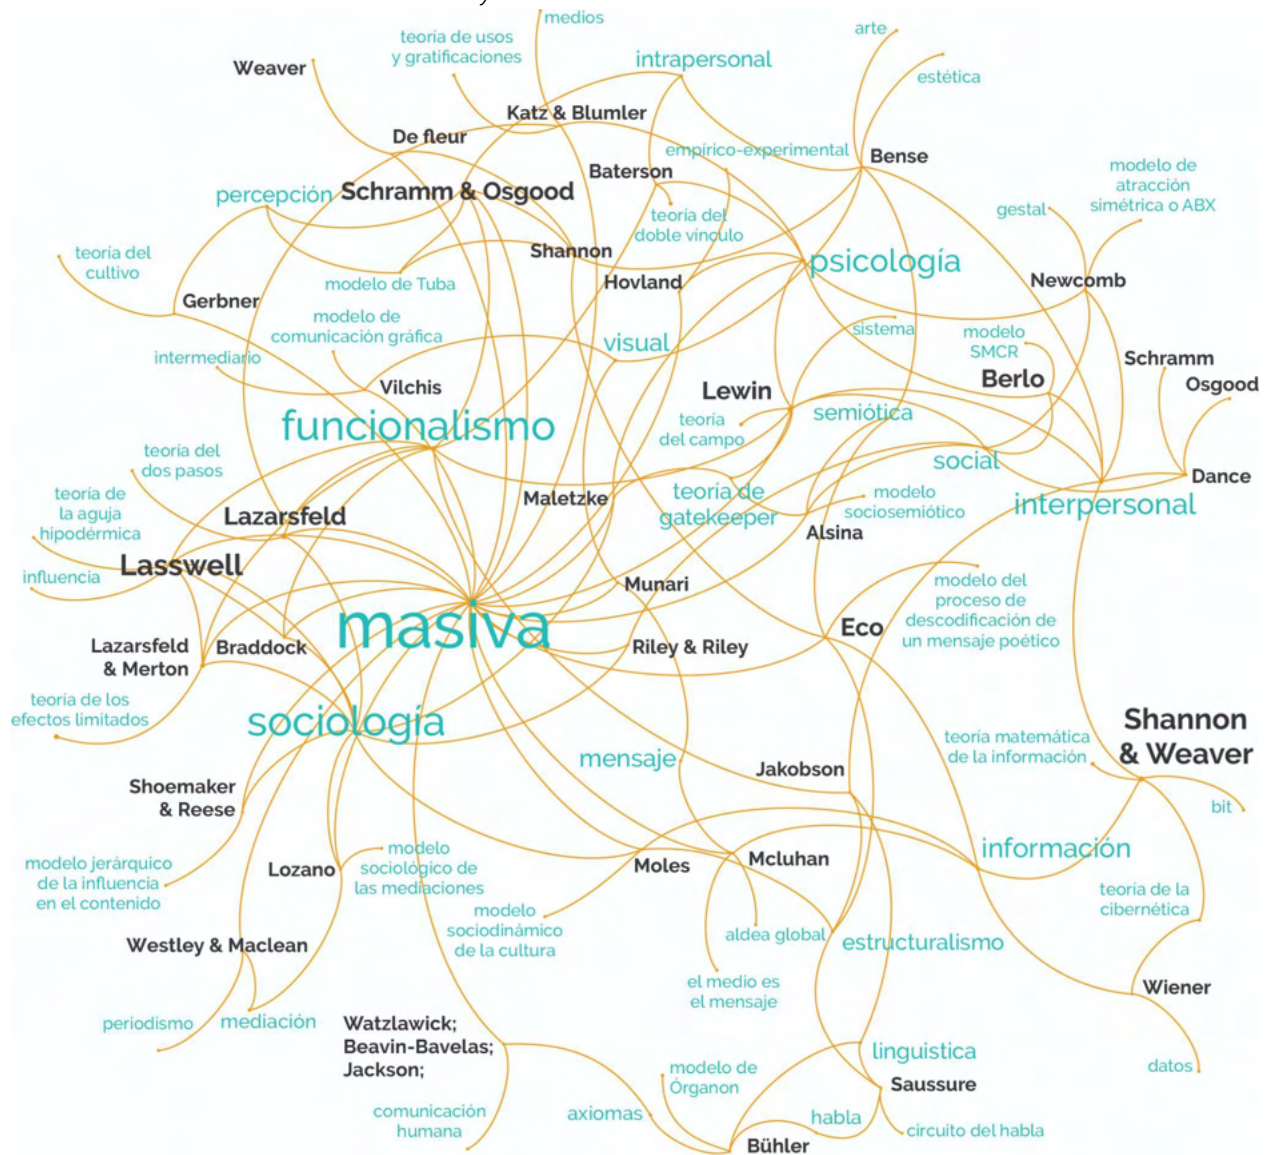 medios
arte
teoría de usos
y gratificaciones
intrapersonal
Weaver
estética
Katz & Blumler
De fleur
empírico-experimental
Bense
Baterson
modelo de
atracción
simétrica o ABX
percepción
Schramm & Osgood
gestal
teoría del
doble vinculo
teoría del
cultivo
Shannon
psicología
modelo de Tuba
Hovland
Newcomb
Gerbner
modelo de
comunicación gráfica
sistema
modelo
SMCR
visual
intermediario
Schramm
Vilchis
Lewin
Berlo
Osgood
funcionalismo
teoría
del campo
semiótica
teoría del
dos pasos
social
Dance
teoría de
la aguja
hipodérmica
Maletzke
teoría de
gatekeeper
modelo
sociosemiótico
interpersonal
Lazarsfeld
Alsina
Lasswell
influencia
Munari
modelo del
proceso de
descodificación de
un mensaje poético
masiva
Eco
Lazarsfeld
& Merton
Braddock
Riley & Riley
teoría de los
efectos limitados
sociología
Shannon
& Weaver
teoría matemática
de la información
mensaje
Jakobson
Shoemaker
& Reese
bit
modelo
sociológico de
las mediaciones
información
modelo jerárquico
de la influencia
en el contenido
Lozano
Moles
Mcluhan
teoría de la
cibernética
modelo
sociodinámico
de la cultura
aldea global
estructuralismo
Westley & Maclean
el medio es
el mensaje
Wiener
periodismo
mediación
Watzlawick;
Beavin-Bavelas;
Jackson;
linguistica
modelo de
Órganon
datos
Saussure
comunicación
humana
axiomas
habla
circuito del habla
Bühler